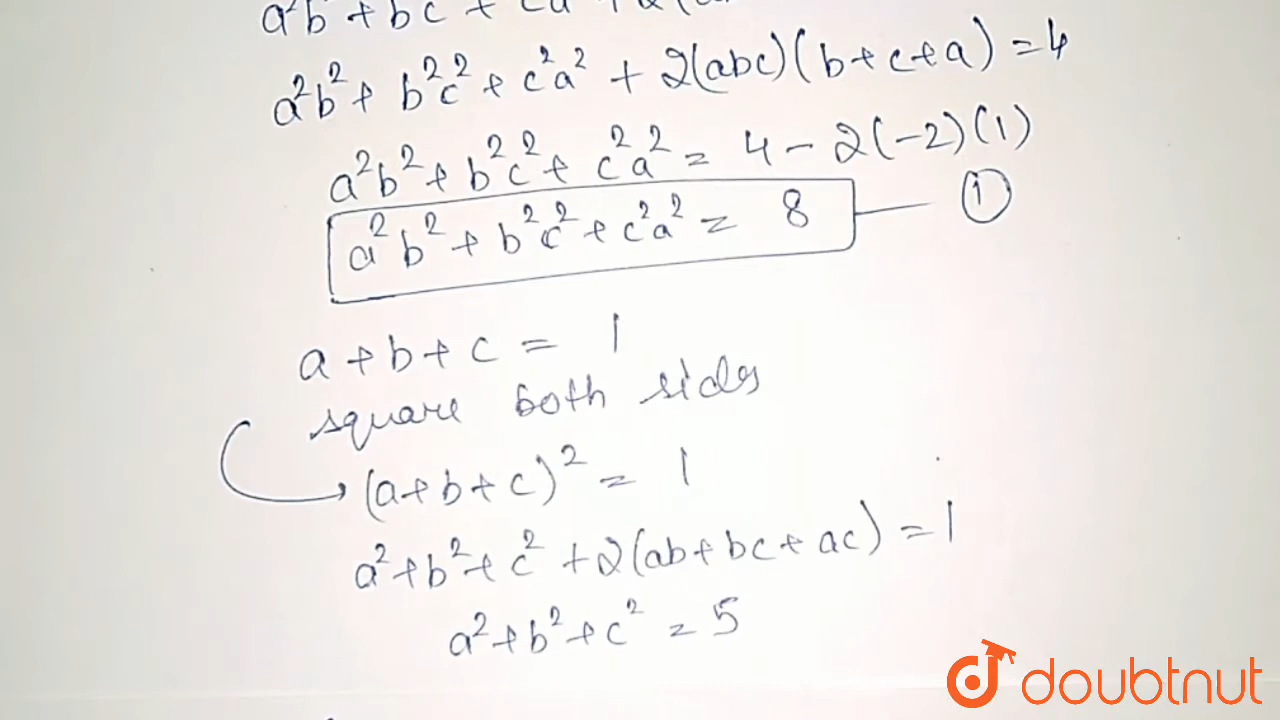 a²b² + b²c² + c²a² + 2(abc)(b+c+a) = 4
a²b² + b²c² + c²a² = 4 - 2(-2)(1)
a²b² + b²c² + c²a² = 8 ①
a + b + c = 1
square both sides
(a+b+c)² = 1
a² + b² + c² + 2(ab+bc+ac) = 1
a² + b² + c² = 5
doubtnut